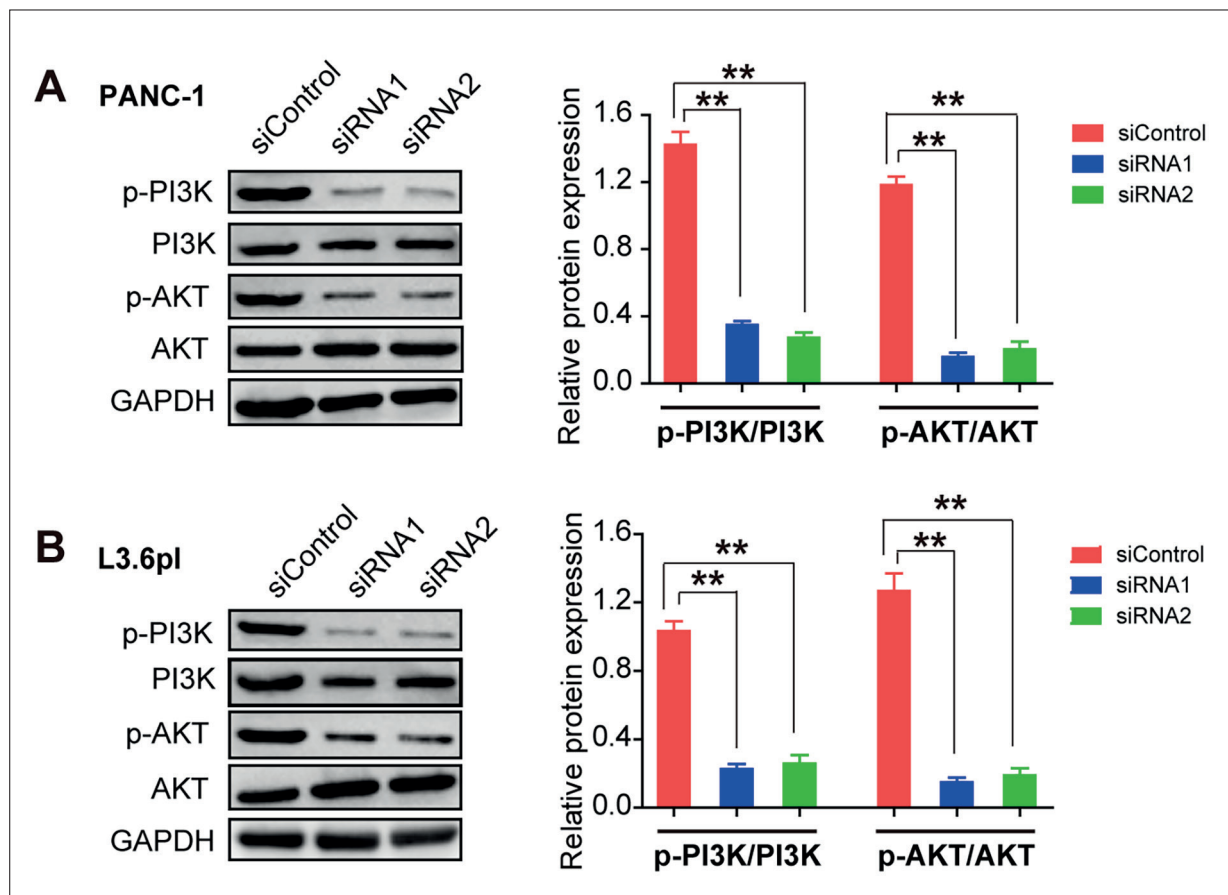 A
PANC-1
siControl
siRNA1
siRNA2
p-PI3K
PI3K
p-AKT
AKT
GAPDH
Relative protein expression
1.6
1.2
0.8
0.4
0.0
**
**
**
**
p-PI3K/PI3K
p-AKT/AKT
siControl
siRNA1
siRNA2
B
L3.6pl
siControl
siRNA1
siRNA2
p-PI3K
PI3K
p-AKT
AKT
GAPDH
Relative protein expression
1.6
1.2
0.8
0.4
0.0
**
**
**
**
p-PI3K/PI3K
p-AKT/AKT
siControl
siRNA1
siRNA2